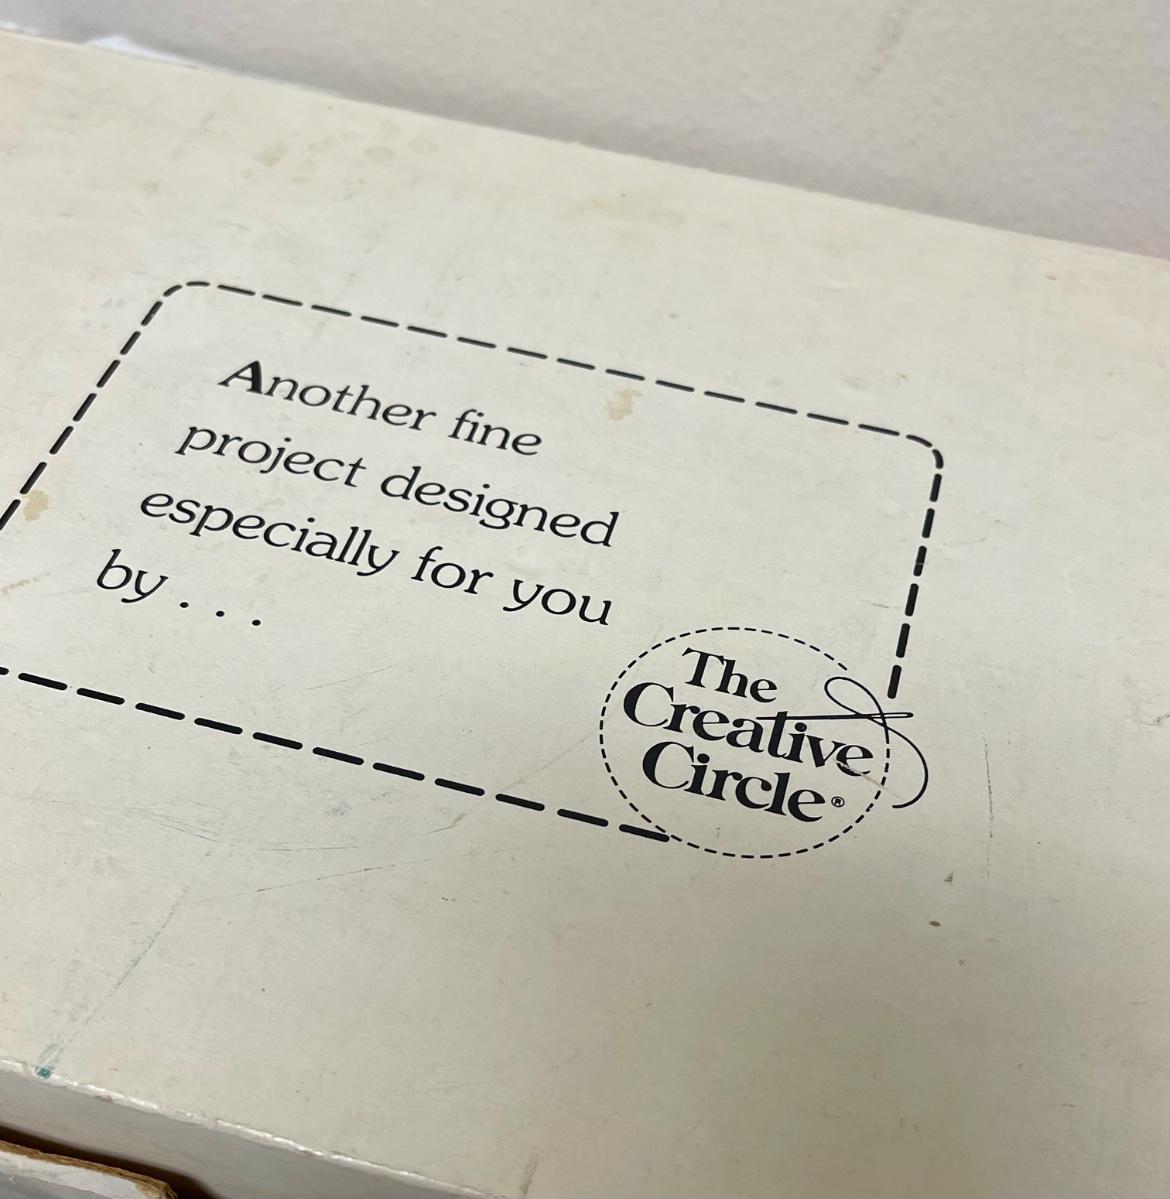 Another fine
project designed
especially for you
by . . .
The
Creative
Circle®